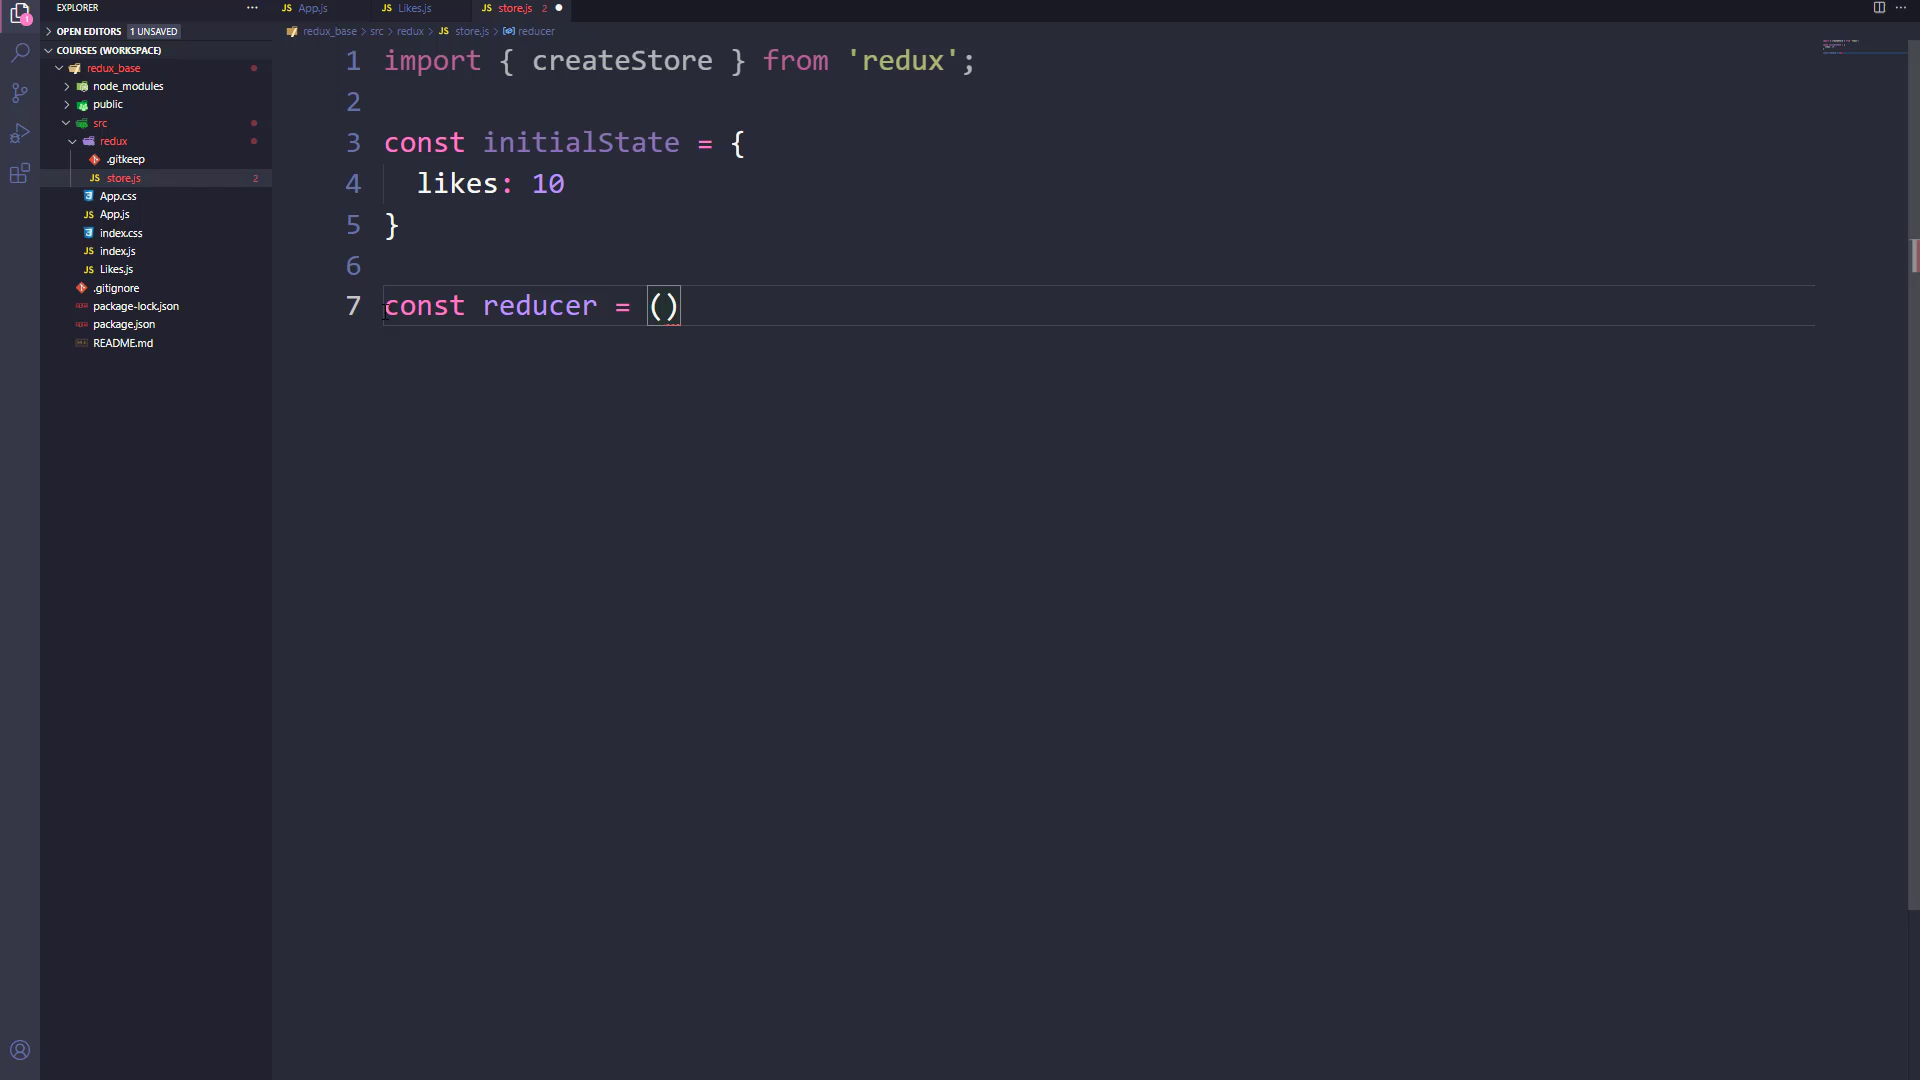 EXPLORER
App.js
Likes.js
store.js 2
OPEN EDITORS 1 UNSAVED
redux_base > src > redux > store.js > reducer
COURSES (WORKSPACE)
redux_base
node_modules
public
src
redux
.gitkeep
store.js 2
App.css
App.js
index.css
index.js
Likes.js
.gitignore
package-lock.json
package.json
README.md
1 import { createStore } from 'redux';
2
3 const initialState = {
4 likes: 10
5 }
6
7 const reducer = ()